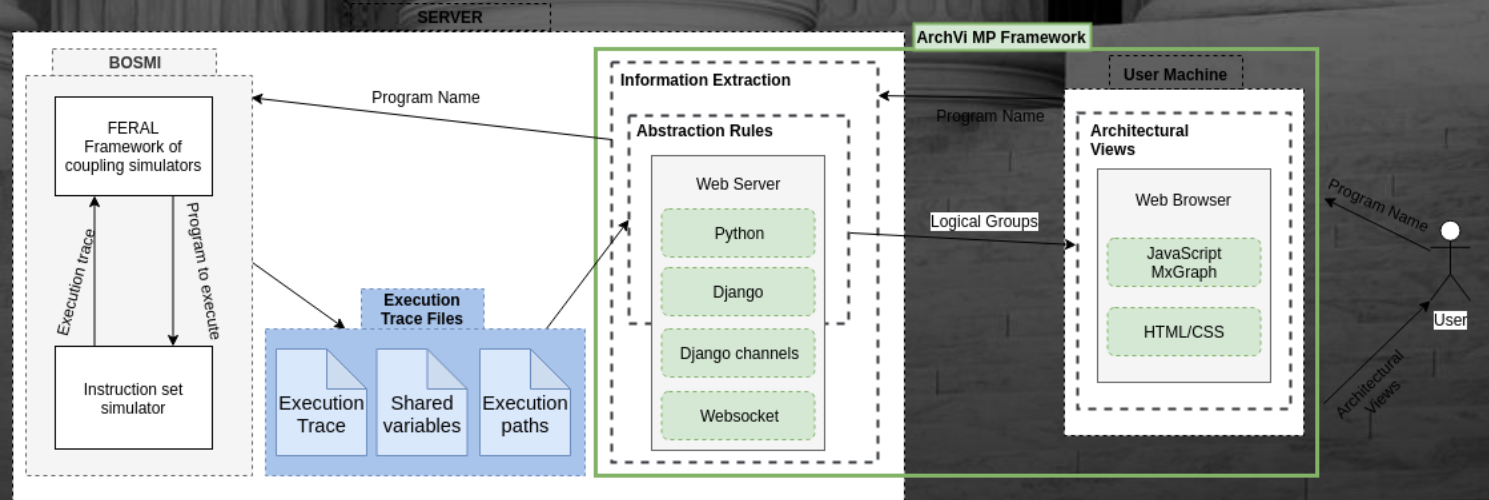 SERVER
ArchVi MP Framework
BOSMI
User Machine
Information Extraction
Program Name
Program Name
FERAL
Framework of
coupling simulators
Abstraction Rules
Architectural
Views
Web Server
Web Browser
Program Name
Execution trace
Program to execute
Python
Logical Groups
JavaScript
MxGraph
Django
Execution
Trace Files
User
HTML/CSS
Django channels
Instruction set
simulator
Execution
Trace
Shared
variables
Execution
paths
Websocket
Architectural
Views